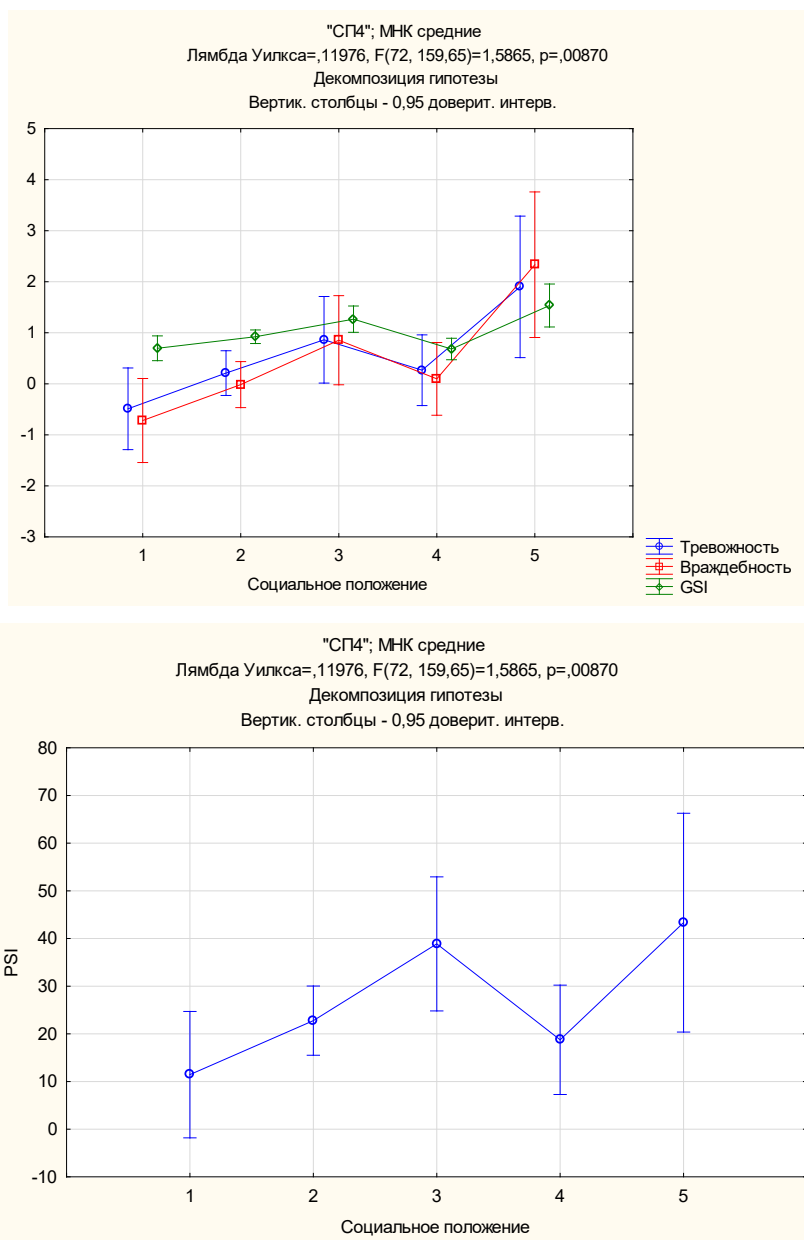 "СП4"; МНК средние
Лямбда Уилкса=,11976, F(72, 159,65)=1,5865, p=,00870
Декомпозиция гипотезы
Вертик. столбцы - 0,95 доверит. интерв.
5
4
3
2
1
0
-1
-2
-3
1 2 3 4 5
Социальное положение
Тревожность
Враждебность
GSI
"СП4"; МНК средние
Лямбда Уилкса=,11976, F(72, 159,65)=1,5865, p=,00870
Декомпозиция гипотезы
Вертик. столбцы - 0,95 доверит. интерв.
80
70
60
50
40
30
20
10
0
-10
PSI
1 2 3 4 5
Социальное положение